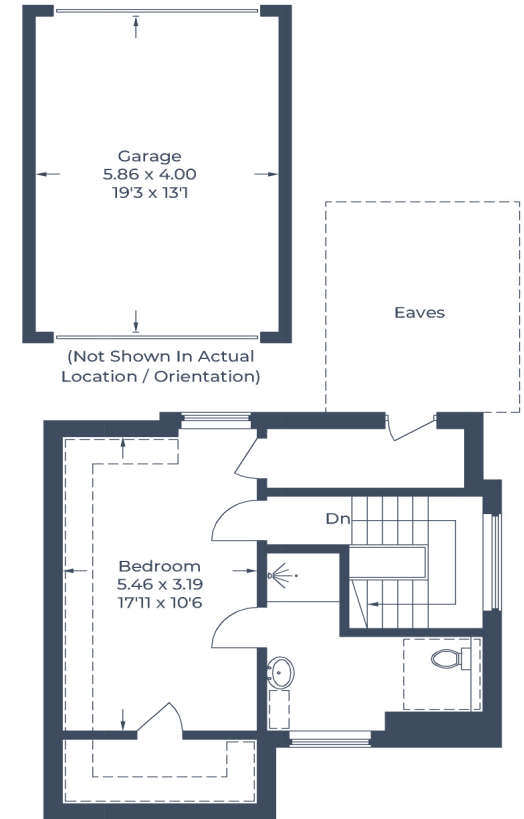 Garage
5.86 x 4.00
19'3 x 13'1
(Not Shown In Actual
Location / Orientation)
Eaves
Dn
Bedroom
5.46 x 3.19
17'11 x 10'6